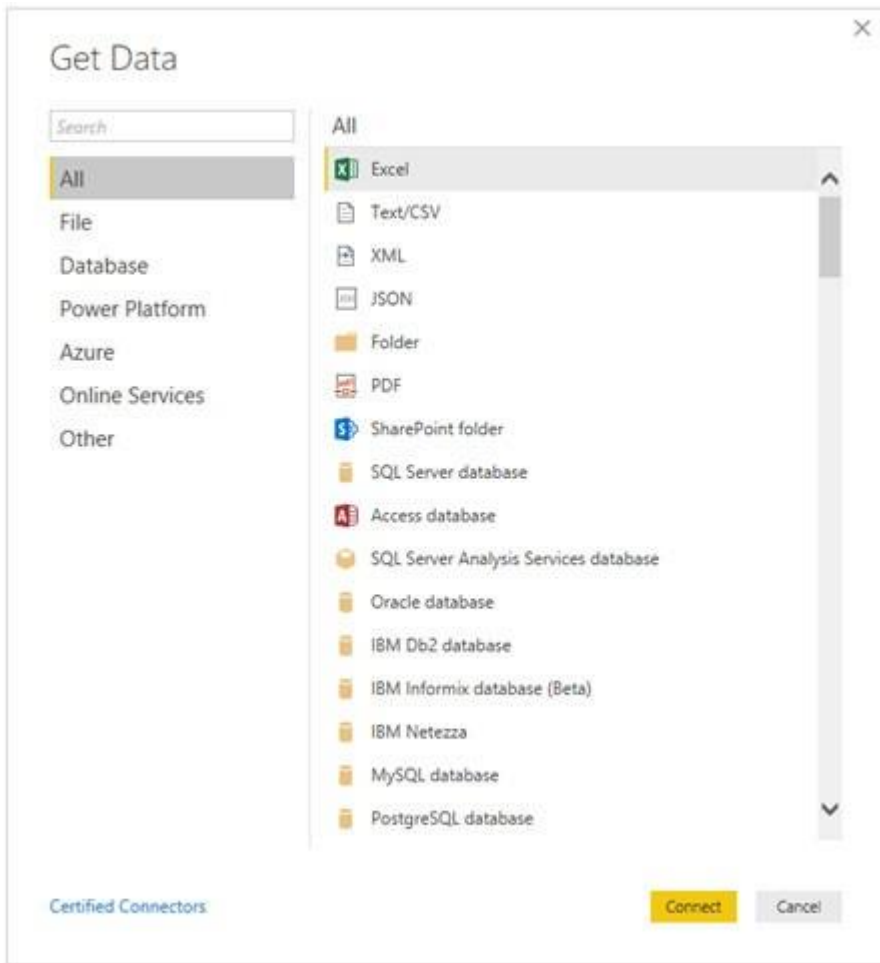 Get Data
Search
All
File
Database
Power Platform
Azure
Online Services
Other
All
Excel
Text/CSV
XML
JSON
Folder
PDF
SharePoint folder
SQL Server database
Access database
SQL Server Analysis Services database
Oracle database
IBM Db2 database
IBM Informix database (Beta)
IBM Netezza
MySQL database
PostgreSQL database
Certified Connectors
Connect
Cancel